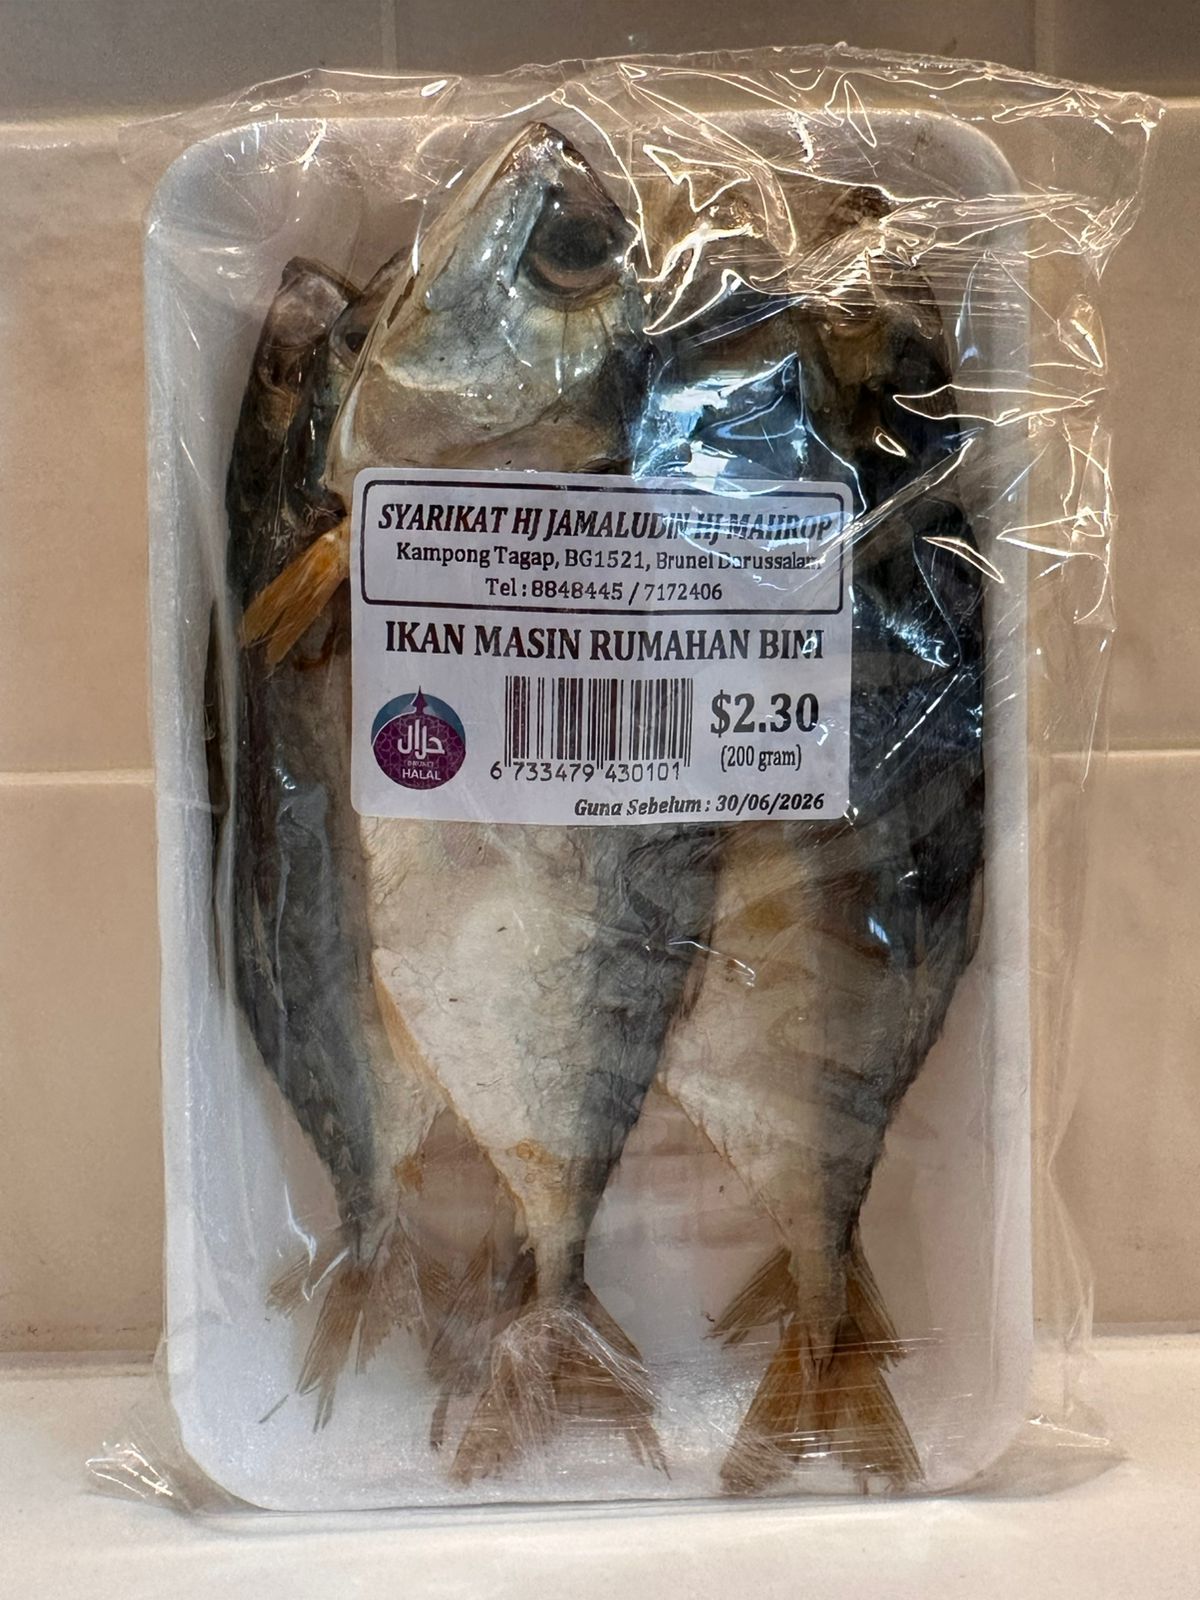 SYARIKAT HJ JAMALUDIN HJ MAHROP
Kampong Tagap, BG1521, Brunei Darussalam
Tel : 8848445 / 7172406
IKAN MASIN RUMAHAN BINI
حلال
BRUNEI
HALAL
$2.30
(200 gram)
6 733479 430101
Guna Sebelum : 30/06/2026